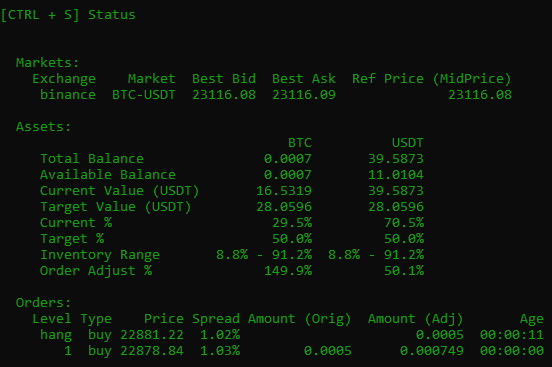 [CTRL + S] Status
Markets:
Exchange Market Best Bid Best Ask Ref Price (MidPrice)
binance BTC-USDT 23116.08 23116.09 23116.08
Assets:
BTC USDT
Total Balance 0.0007 39.5873
Available Balance 0.0007 11.0104
Current Value (USDT) 16.5319 39.5873
Target Value (USDT) 28.0596 28.0596
Current % 29.5% 70.5%
Target % 50.0% 50.0%
Inventory Range 8.8% - 91.2% 8.8% - 91.2%
Order Adjust % 149.9% 50.1%
Orders:
Level Type Price Spread Amount (Orig) Amount (Adj) Age
hang buy 22881.22 1.02% 0.0005 00:00:11
1 buy 22878.84 1.03% 0.0005 0.000749 00:00:00